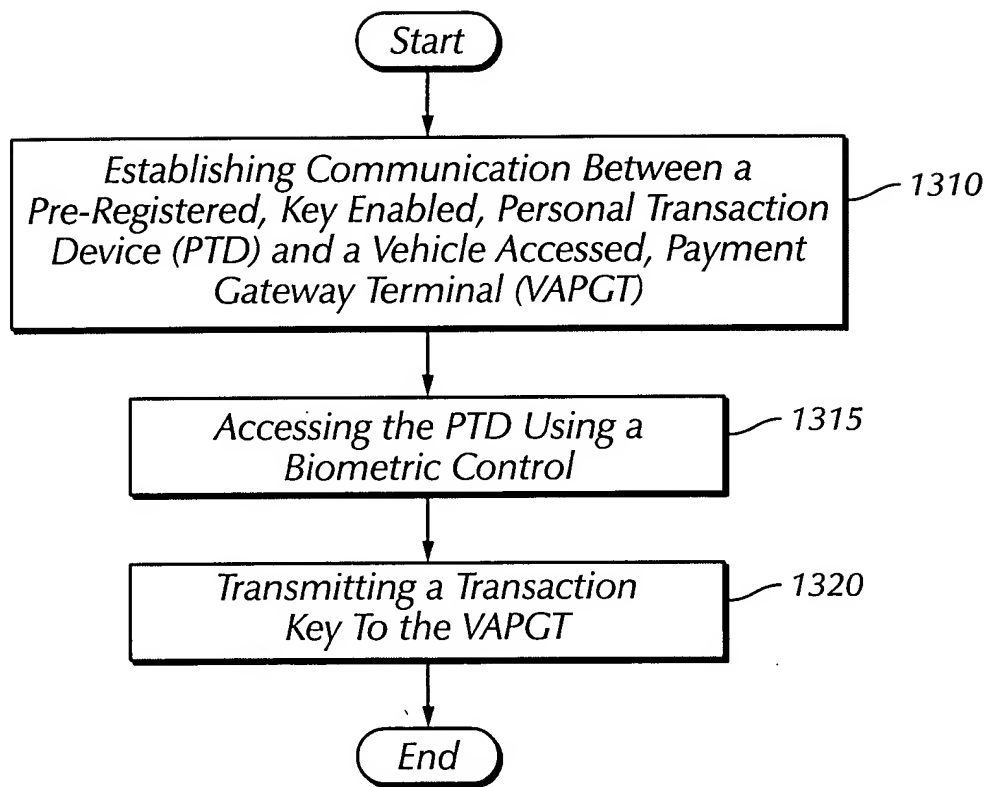 Start
Establishing Communication Between a
Pre-Registered, Key Enabled, Personal Transaction
Device (PTD) and a Vehicle Accessed, Payment
Gateway Terminal (VAPGT)
1310
Accessing the PTD Using a
Biometric Control
1315
Transmitting a Transaction
Key To the VAPGT
1320
End